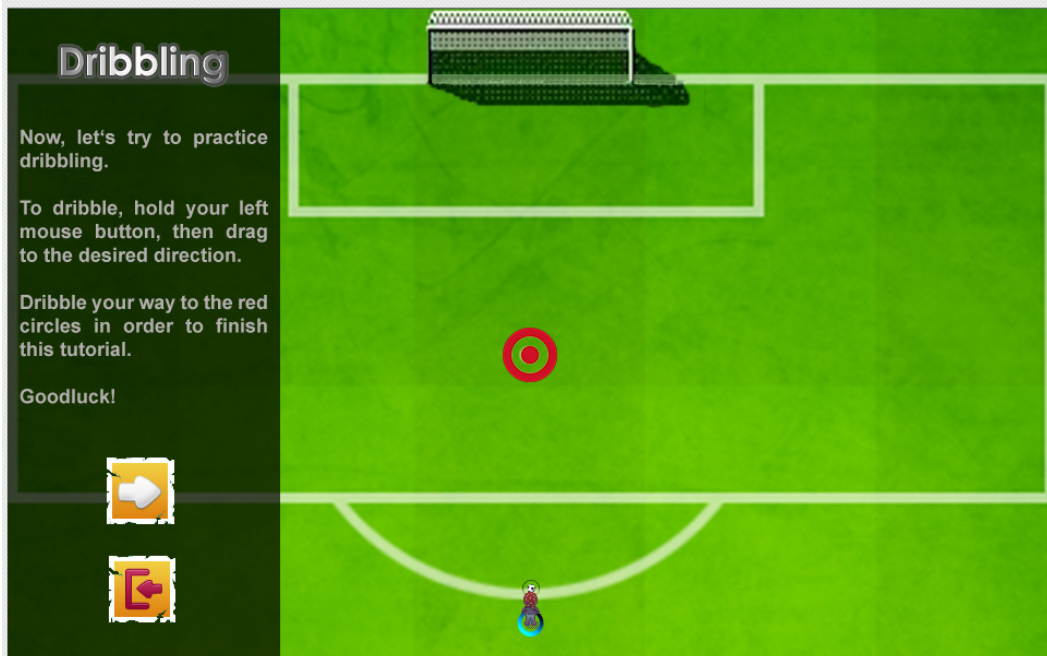 Dribbling
Now, let‘s try to practice
dribbling.
To dribble, hold your left
mouse button, then drag
to the desired direction.
Dribble your way to the red
circles in order to finish
this tutorial.
Goodluck!